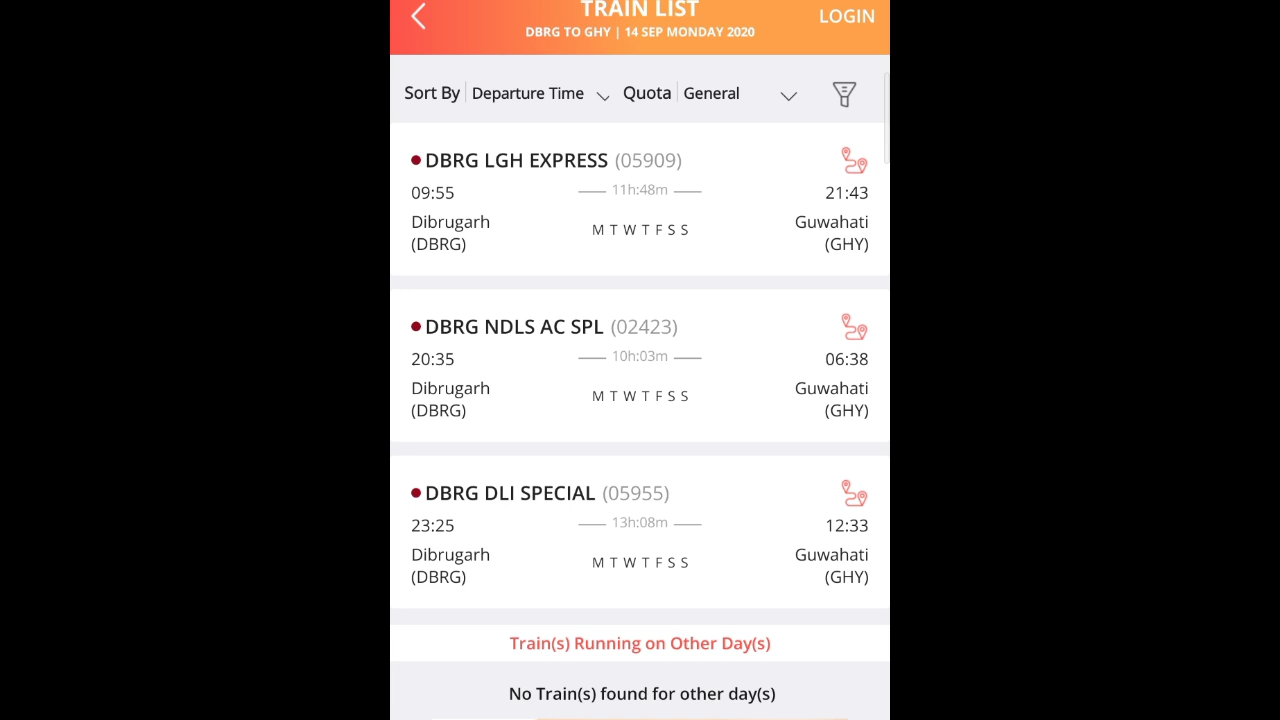 TRAIN LIST
LOGIN
DBRG TO GHY | 14 SEP MONDAY 2020
Sort By Departure Time Quota General
DBRG LGH EXPRESS (05909)
09:55 11h:48m 21:43
Dibrugarh M T W T F S S Guwahati
(DBRG) (GHY)
DBRG NDLS AC SPL (02423)
20:35 10h:03m 06:38
Dibrugarh M T W T F S S Guwahati
(DBRG) (GHY)
DBRG DLI SPECIAL (05955)
23:25 13h:08m 12:33
Dibrugarh M T W T F S S Guwahati
(DBRG) (GHY)
Train(s) Running on Other Day(s)
No Train(s) found for other day(s)